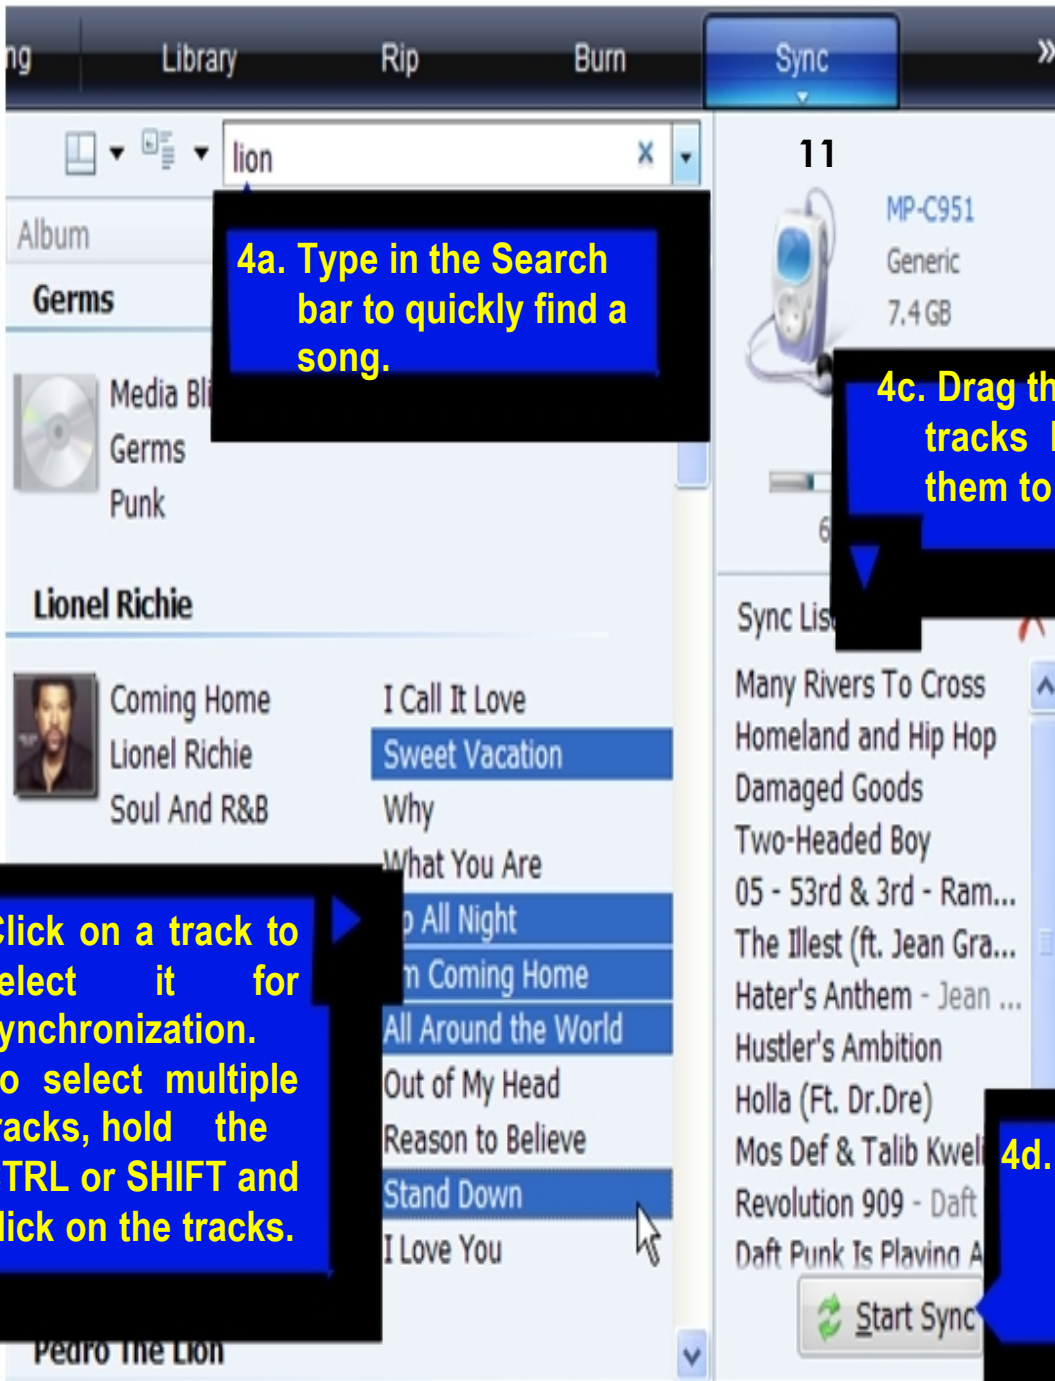 ng Library Rip Burn Sync »
lion x
11
Album
MP-C951
Generic
7.4 GB
4a. Type in the Search
bar to quickly find a
song.
Germs
Media Bli
Germs
Punk
4c. Drag th
tracks
them to
6
Lionel Richie
Coming Home
Lionel Richie
Soul And R&B
I Call It Love
Sweet Vacation
Why
What You Are
p All Night
m Coming Home
All Around the World
Out of My Head
Reason to Believe
Stand Down
I Love You
Click on a track to
elect it for
ynchronization.
o select multiple
racks, hold the
CTRL or SHIFT and
lick on the tracks.
Pedro The Lion
Sync Lis
Many Rivers To Cross
Homeland and Hip Hop
Damaged Goods
Two-Headed Boy
05 - 53rd & 3rd - Ram...
The Illest (ft. Jean Gra...
Hater's Anthem - Jean ...
Hustler's Ambition
Holla (Ft. Dr.Dre)
Mos Def & Talib Kweli
Revolution 909 - Daft
Daft Punk Is Playing A
4d.
Start Sync